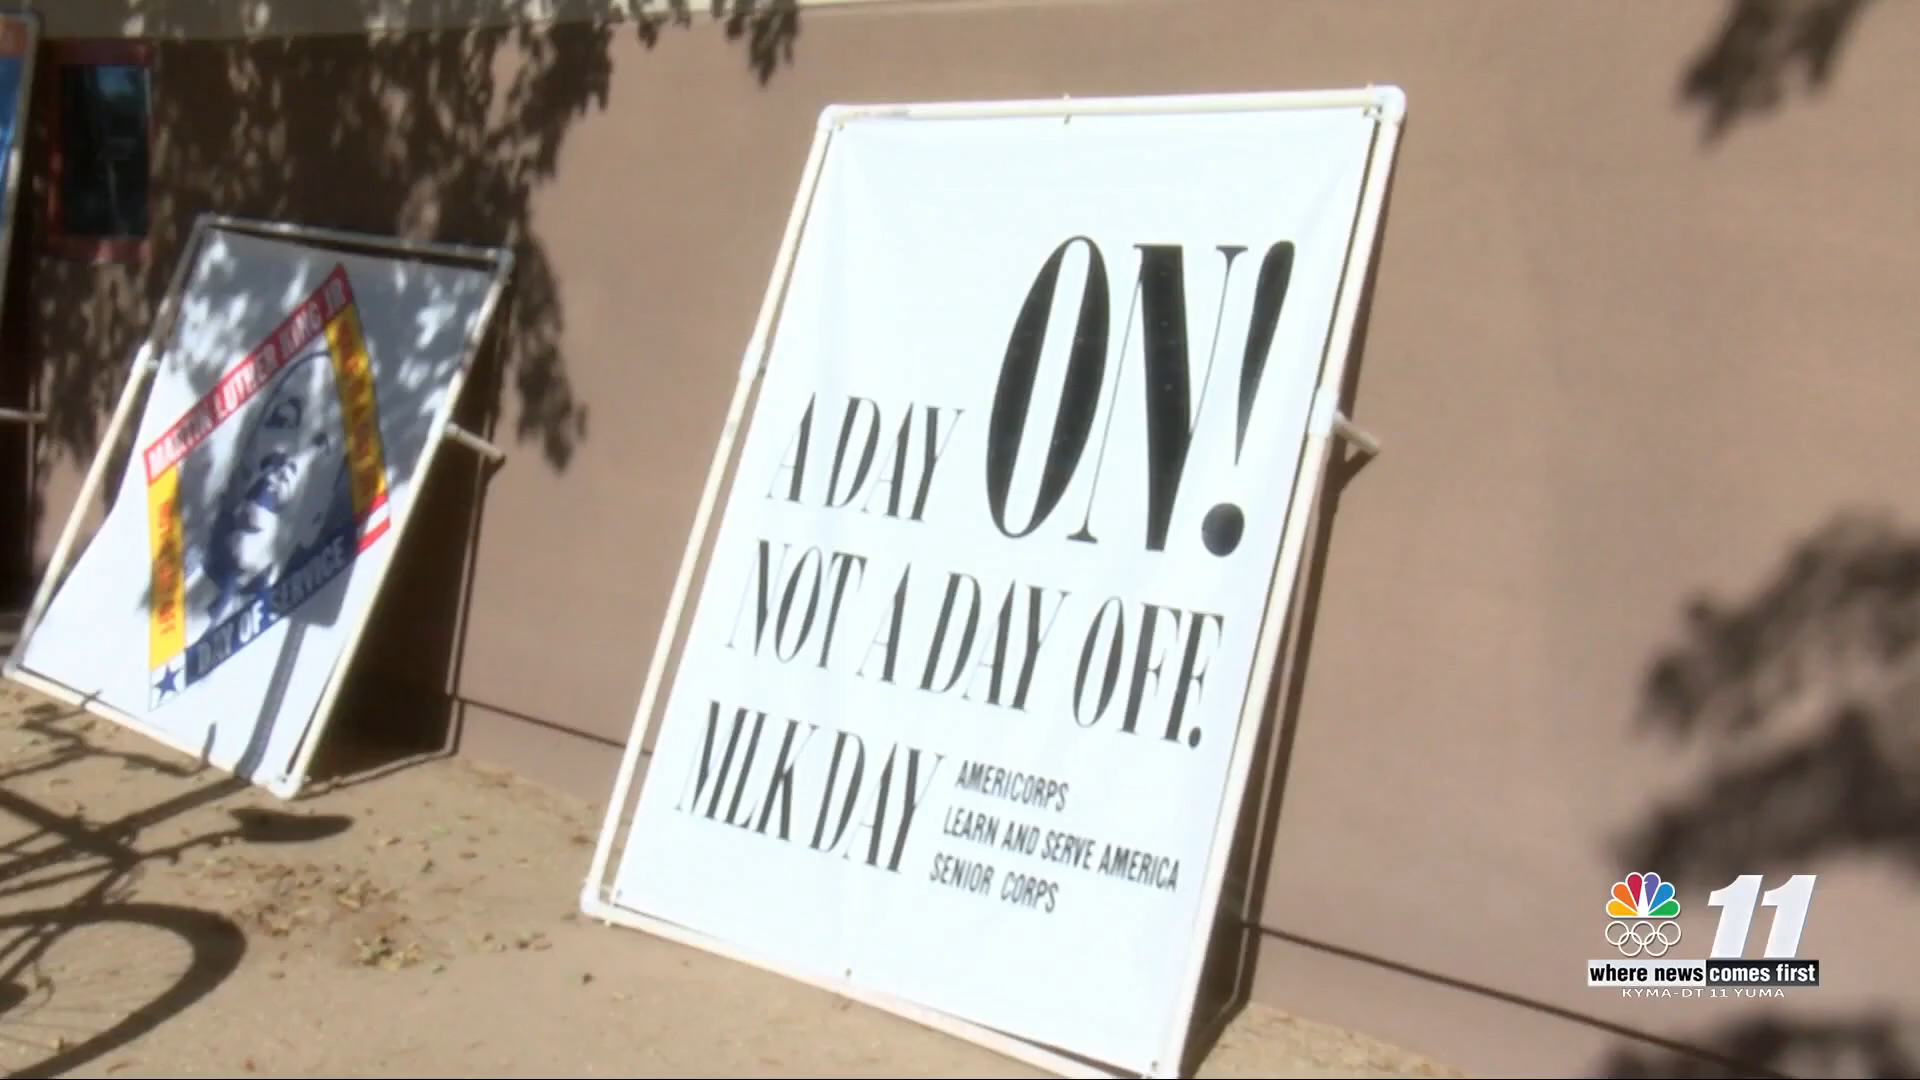 MARTIN LUTHER KING JR
DAY OF SERVICE
A DAY ON!
NOT A DAY OFF.
MLK DAY
AMERICORPS
LEARN AND SERVE AMERICA
SENIOR CORPS
11
where news comes first
KYMA-DT 11 YUMA